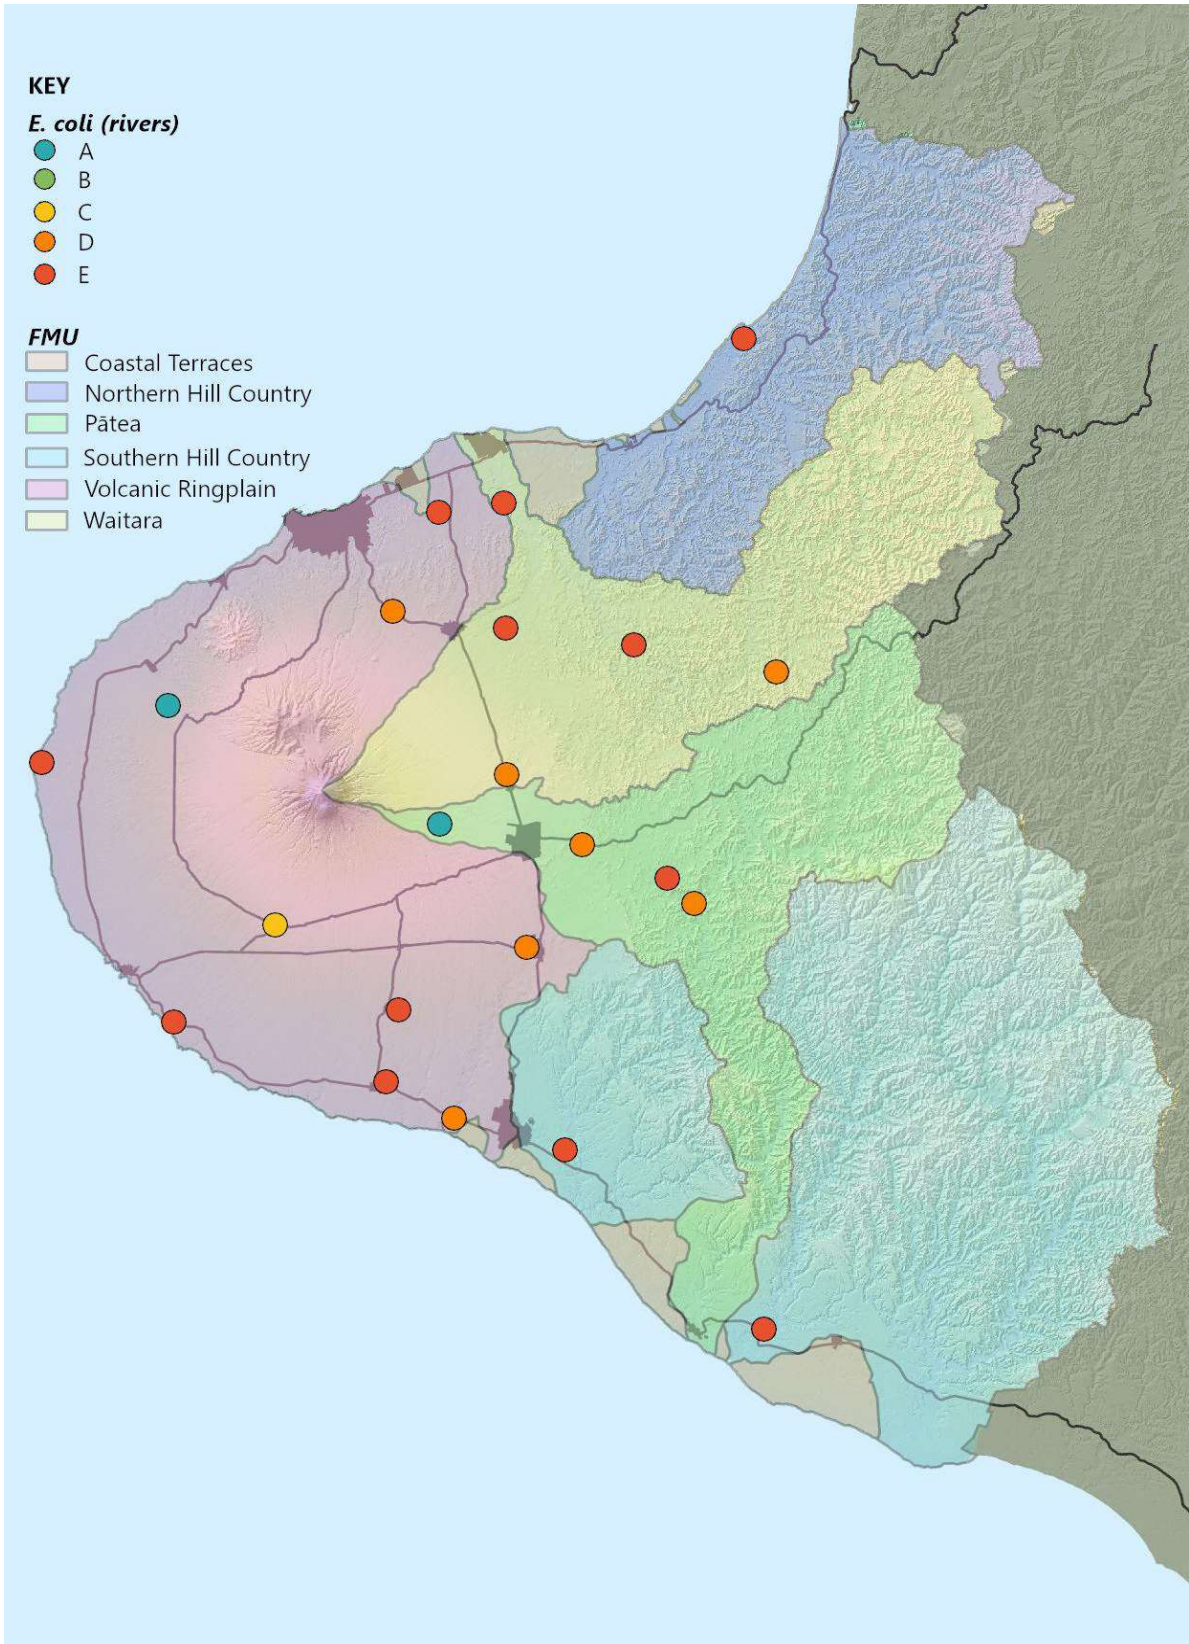 KEY
E. coli (rivers)
A
B
C
D
E
FMU
Coastal Terraces
Northern Hill Country
Pātea
Southern Hill Country
Volcanic Ringplain
Waitara